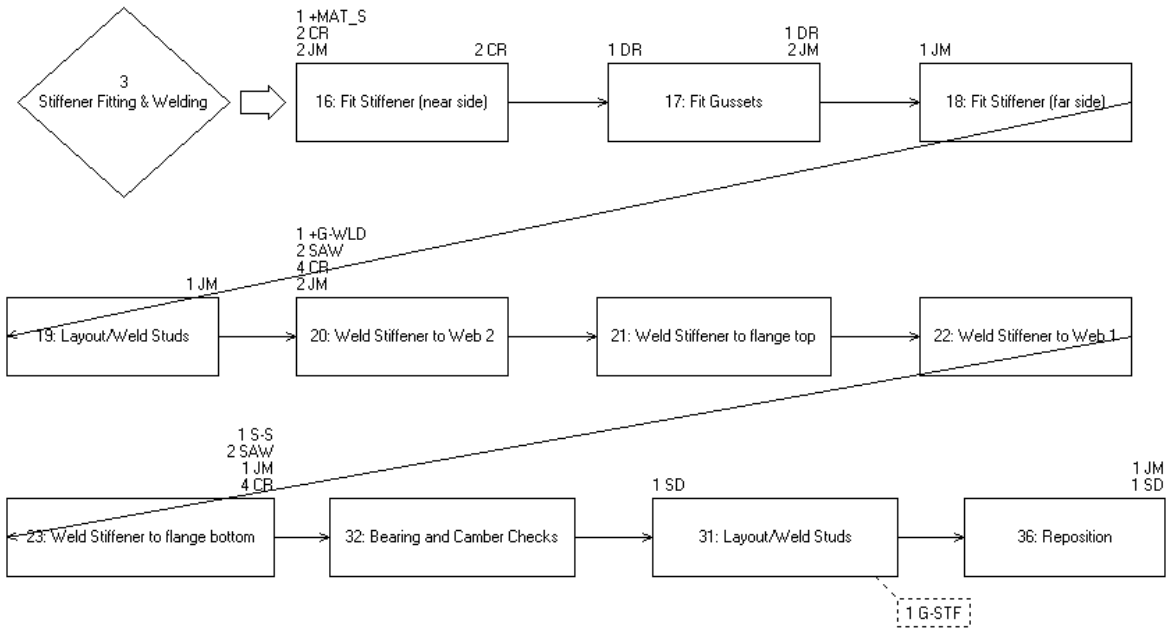 3
Stiffener Fitting & Welding
1 +MAT_S
2 CR
2 JM
2 CR
16: Fit Stiffener (near side)
1 DR
1 DR
2 JM
17: Fit Gussets
1 JM
18: Fit Stiffener (far side)
1 JM
19: Layout/Weld Studs
1 +G-WLD
2 SAW
4 CR
2 JM
20: Weld Stiffener to Web 2
21: Weld Stiffener to flange top
22: Weld Stiffener to Web 1
1 S-S
2 SAW
1 JM
4 CR
23: Weld Stiffener to flange bottom
32: Bearing and Camber Checks
1 SD
31: Layout/Weld Studs
1 G-STF
1 JM
1 SD
36: Reposition